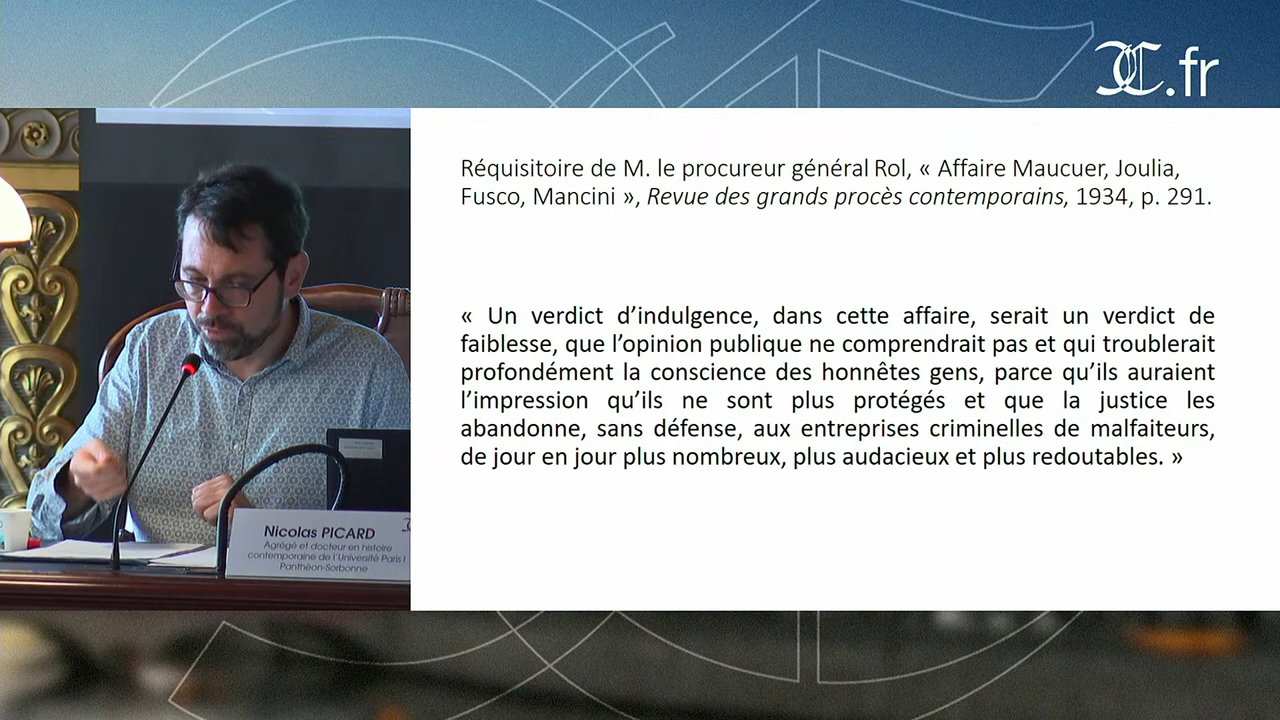 CC.fr
Réquisitoire de M. le procureur général Rol, « Affaire Maucuer, Joulia,
Fusco, Mancini », Revue des grands procès contemporains, 1934, p. 291.
« Un verdict d’indulgence, dans cette affaire, serait un verdict de
faiblesse, que l’opinion publique ne comprendrait pas et qui troublerait
profondément la conscience des honnêtes gens, parce qu’ils auraient
l’impression qu’ils ne sont plus protégés et que la justice les
abandonne, sans défense, aux entreprises criminelles de malfaiteurs,
de jour en jour plus nombreux, plus audacieux et plus redoutables. »
Nicolas PICARD
Agrégé et docteur en histoire
contemporaine de l’Université Paris I
Panthéon-Sorbonne